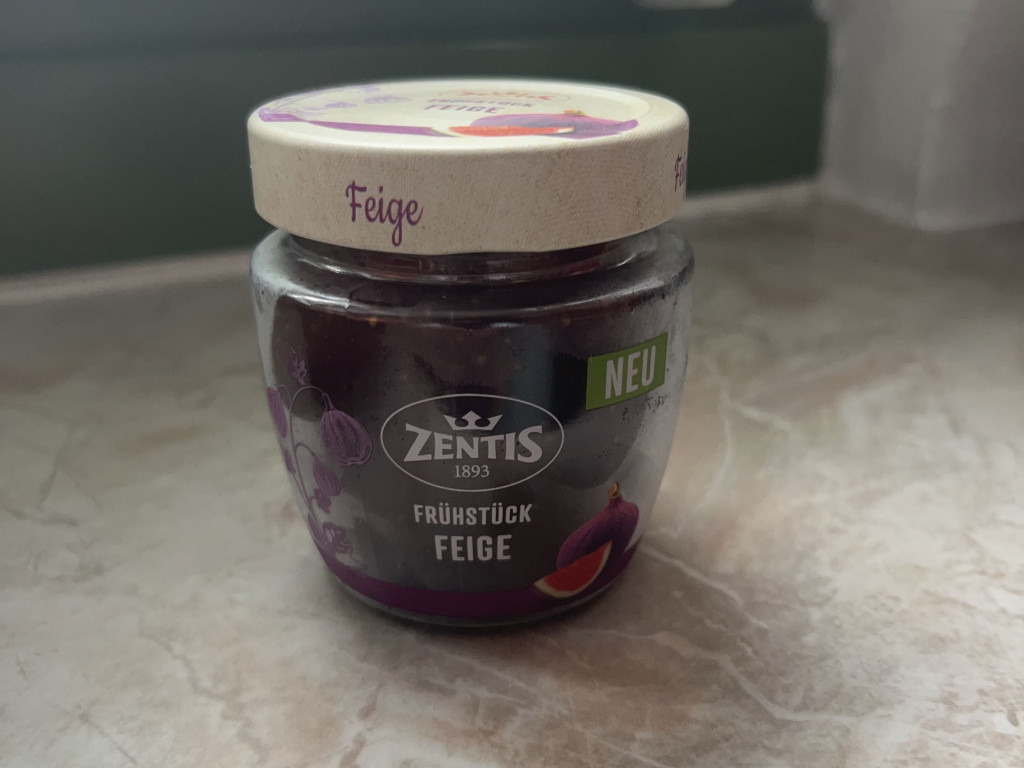 FEIGE
Feige
NEU
ZENTIS
1893
FRÜHSTÜCK
FEIGE